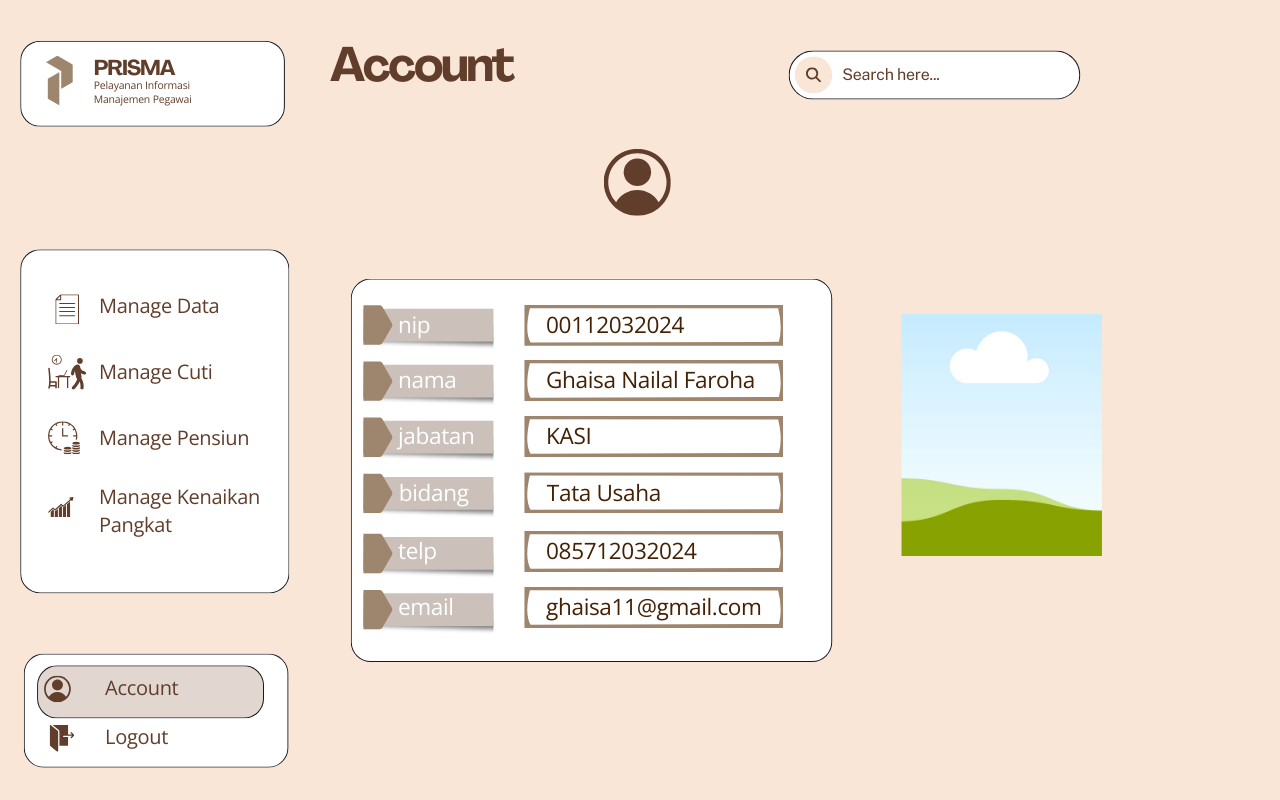 PRISMA
Pelayanan Informasi
Manajemen Pegawai
Account
Search here...
Manage Data
Manage Cuti
Manage Pensiun
Manage Kenaikan
Pangkat
nip
00112032024
nama
Ghaisa Nailal Faroha
jabatan
KASI
bidang
Tata Usaha
telp
085712032024
email
ghaisa11@gmail.com
Account
Logout